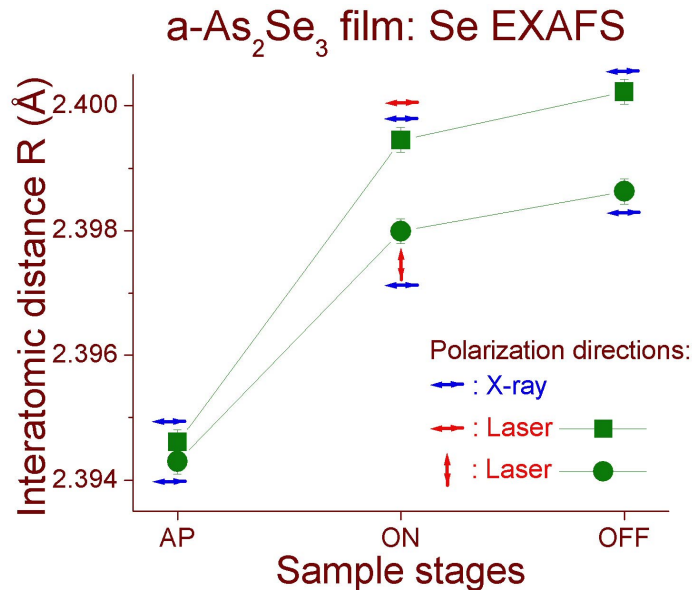 a-As₂Se₃ film: Se EXAFS
Interatomic distance R (Å)
2.400
2.398
2.396
2.394
Polarization directions:
: X-ray
: Laser
: Laser
AP ON OFF
Sample stages